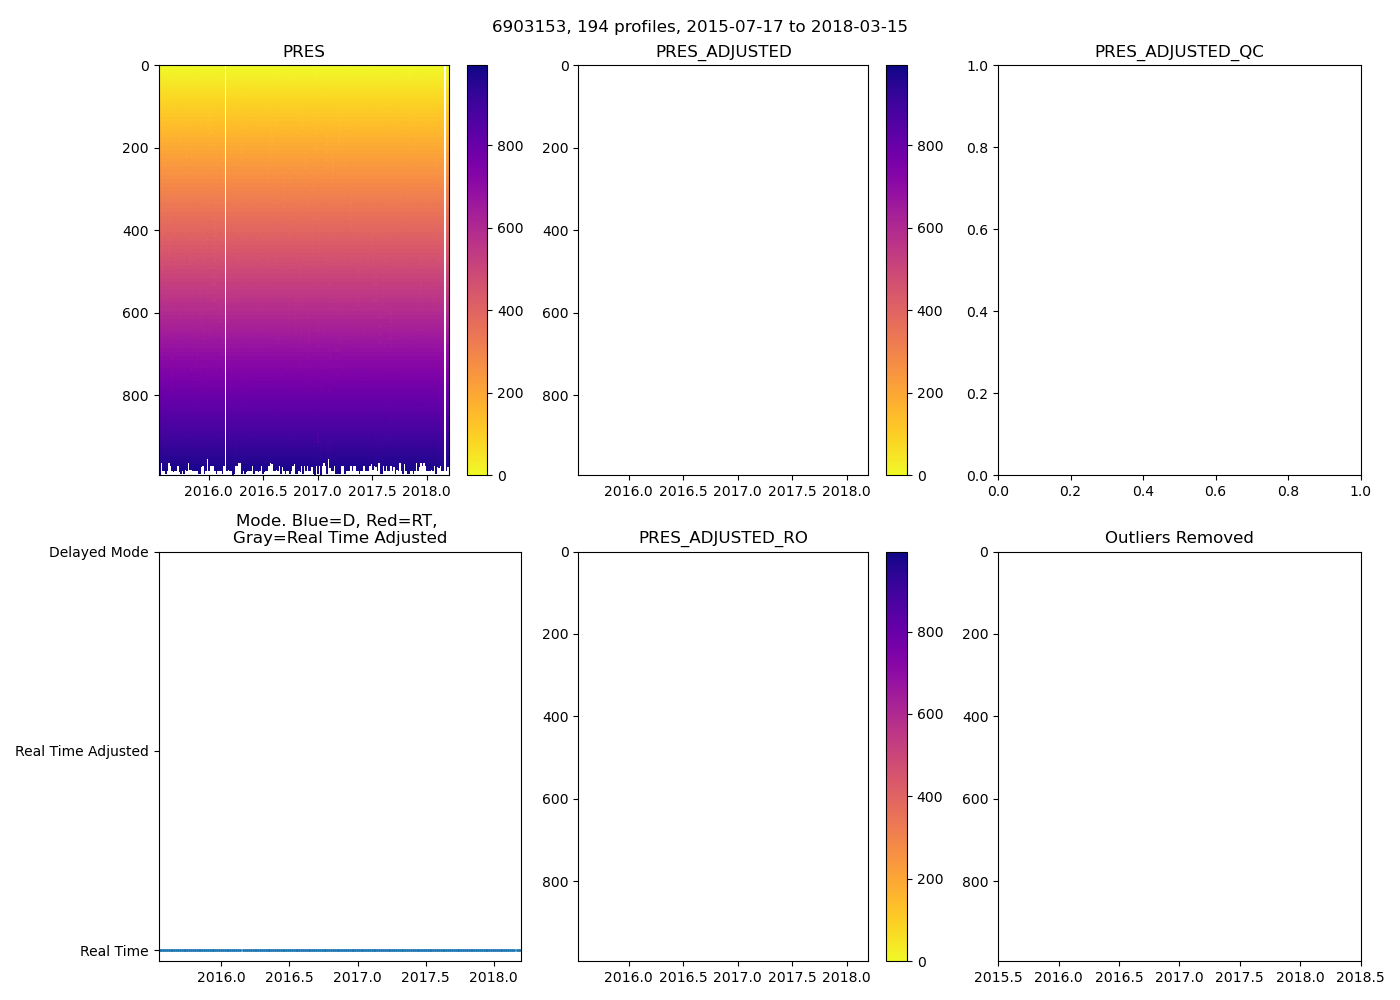 6903153, 194 profiles, 2015-07-17 to 2018-03-15
PRES
0
200
400
600
800
2016.0 2016.5 2017.0 2017.5 2018.0
800
600
400
200
0
PRES_ADJUSTED
0
200
400
600
800
2016.0 2016.5 2017.0 2017.5 2018.0
800
600
400
200
0
PRES_ADJUSTED_QC
1.0
0.8
0.6
0.4
0.2
0.0
0.0 0.2 0.4 0.6 0.8 1.0
Mode. Blue=D, Red=RT,
Gray=Real Time Adjusted
Delayed Mode
Real Time Adjusted
Real Time
2016.0 2016.5 2017.0 2017.5 2018.0
PRES_ADJUSTED_RO
0
200
400
600
800
2016.0 2016.5 2017.0 2017.5 2018.0
800
600
400
200
0
Outliers Removed
0
200
400
600
800
2015.5 2016.0 2016.5 2017.0 2017.5 2018.0 2018.5